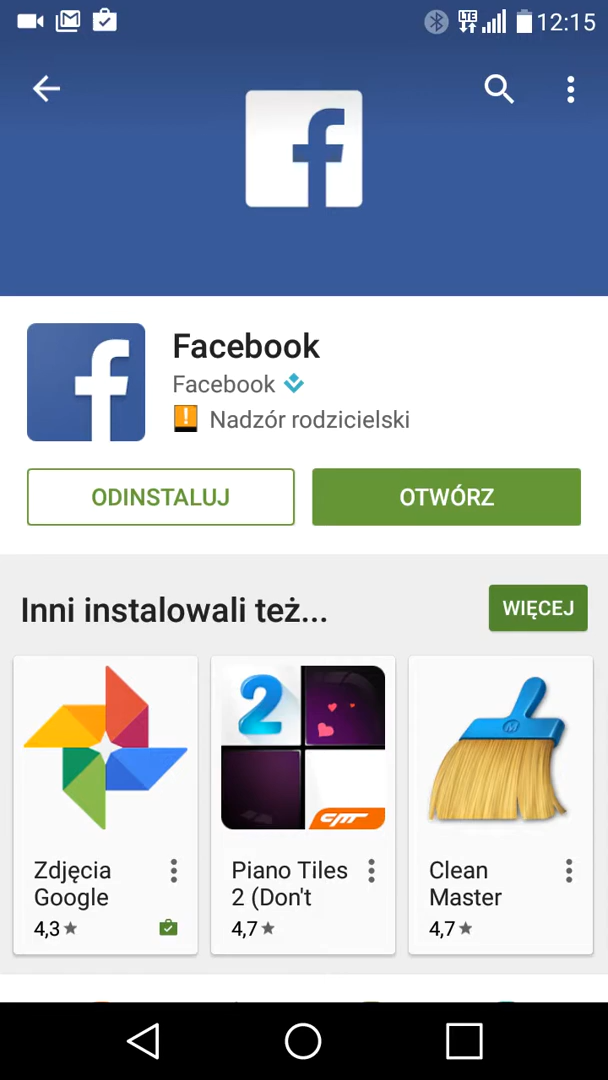 LTE
12:15
Facebook
Facebook
Nadzór rodzicielski
ODINSTALUJ
OTWÓRZ
Inni instalowali też...
WIĘCEJ
2
Zdjęcia
Google
4,3
Piano Tiles
2 (Don't
4,7
Clean
Master
4,7